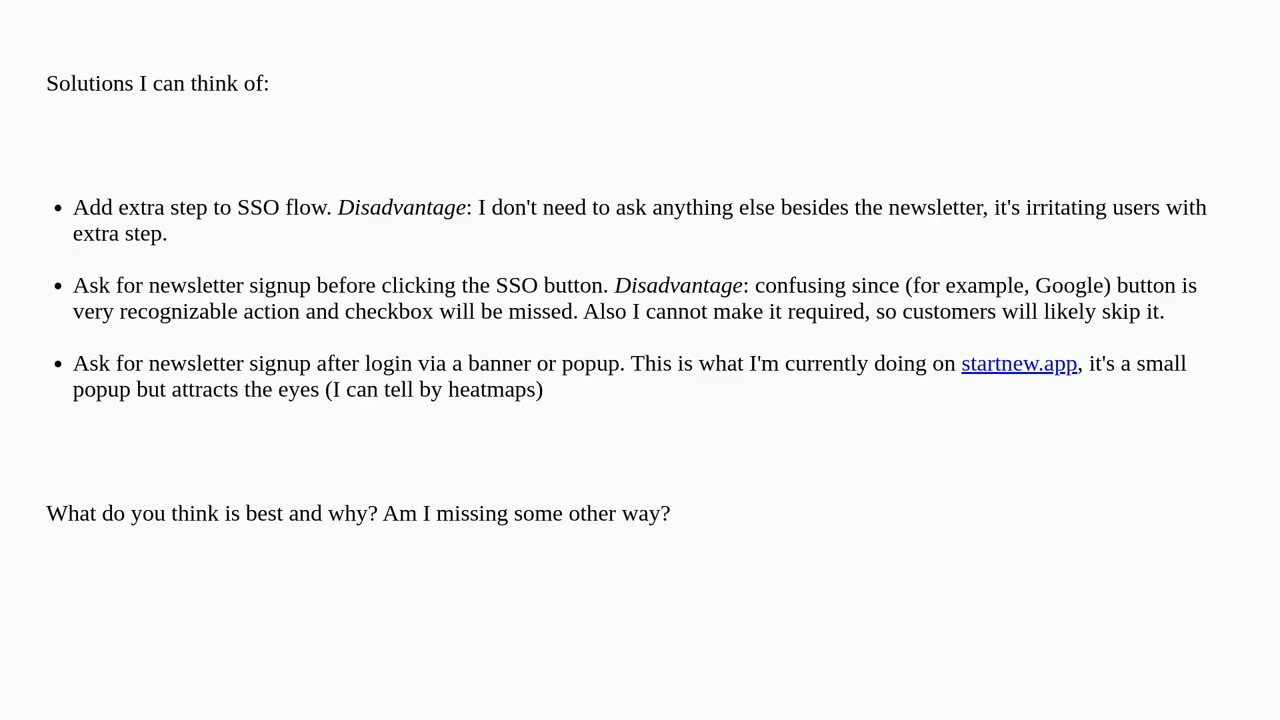 Solutions I can think of:
• Add extra step to SSO flow. Disadvantage: I don't need to ask anything else besides the newsletter, it's irritating users with
extra step.
• Ask for newsletter signup before clicking the SSO button. Disadvantage: confusing since (for example, Google) button is
very recognizable action and checkbox will be missed. Also I cannot make it required, so customers will likely skip it.
• Ask for newsletter signup after login via a banner or popup. This is what I'm currently doing on startnew.app, it's a small
popup but attracts the eyes (I can tell by heatmaps)
What do you think is best and why? Am I missing some other way?